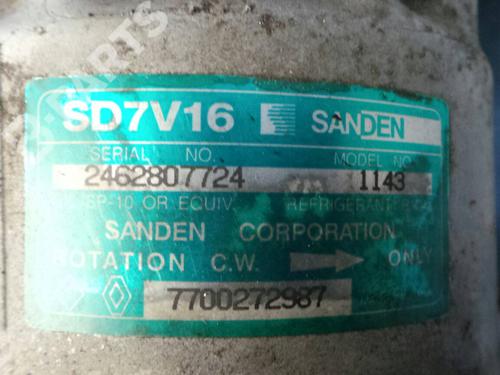 SD7V16 SANDEN
SERIAL NO. MODEL NO.
2462807724 1143
SP-10 OR EQUIV. REFRIGERANT
SANDEN CORPORATION
ROTATION C.W. ONLY
7700272987